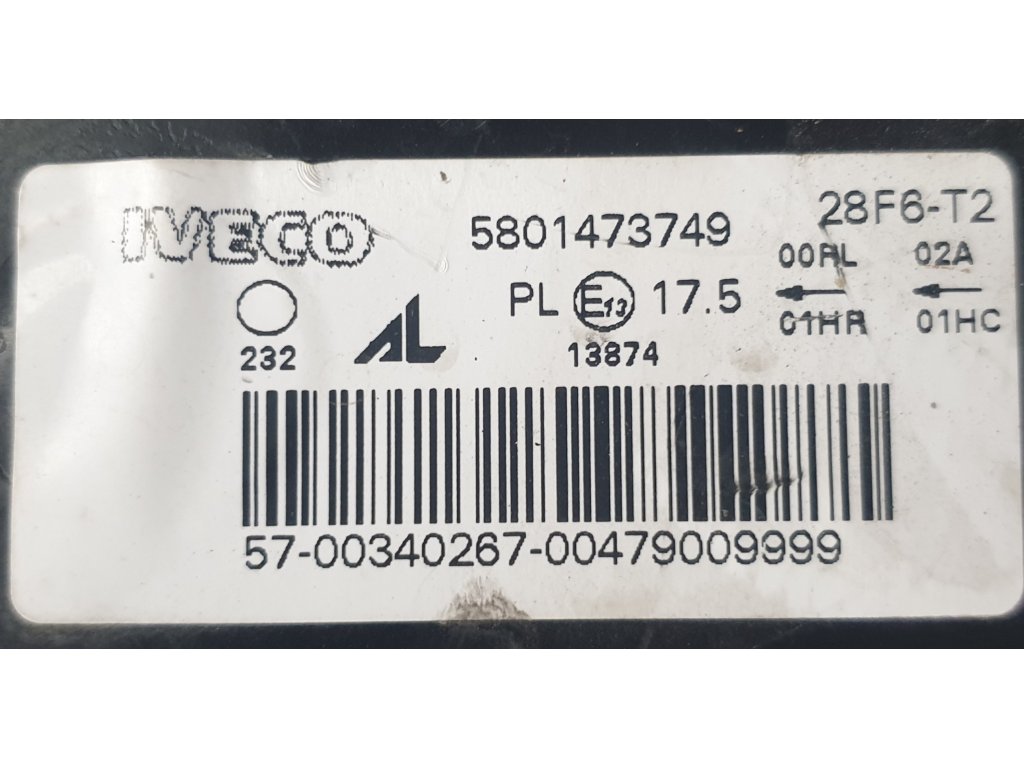 IVECO 5801473749 28F6-T2
00RL 02A
PL E13 17.5
01HR 01HC
232 AL 13874
57-00340267-00479009999